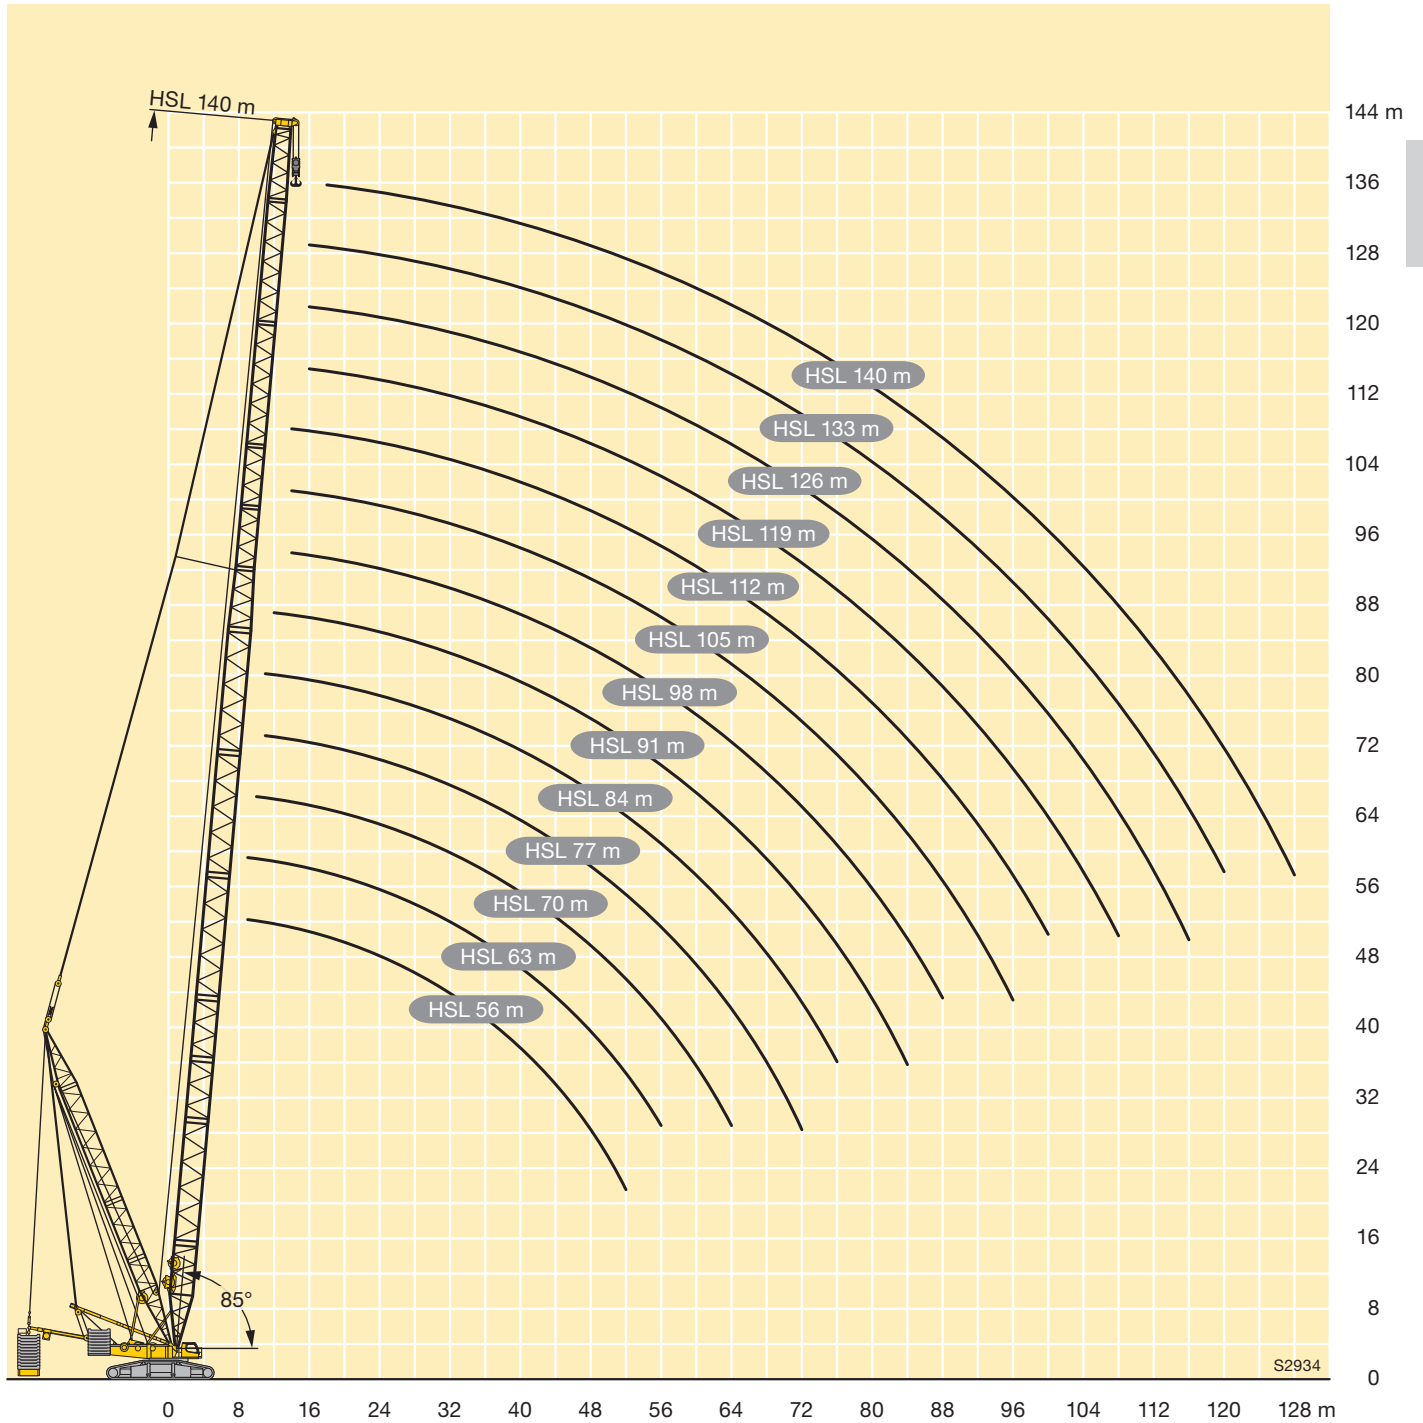 HSL 140 m
144 m
136
128
120
HSL 140 m
112
HSL 133 m
104
HSL 126 m
96
HSL 119 m
88
HSL 112 m
HSL 105 m
80
HSL 98 m
72
HSL 91 m
HSL 84 m
64
HSL 77 m
56
HSL 70 m
48
HSL 63 m
40
HSL 56 m
32
24
16
85°
8
S2934
0
0 8 16 24 32 40 48 56 64 72 80 88 96 104 112 120 128 m